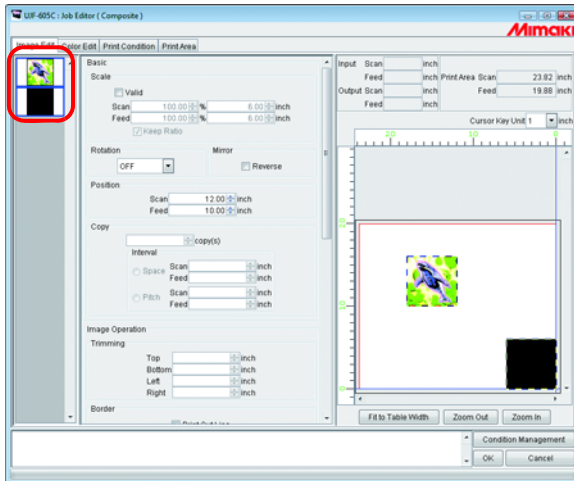 UJF-605C : Job Editor ( Composite )
Mimaki
Image Edit Color Edit Print Condition Print Area
Basic
Scale
Valid
Scan 100.00 % 6.00 inch
Feed 100.00 % 6.00 inch
Keep Ratio
Rotation Mirror
OFF Reverse
Position
Scan 12.00 inch
Feed 10.00 inch
Copy
copy(s)
Interval
Space Scan inch
Feed inch
Pitch Scan inch
Feed inch
Image Operation
Trimming
Top inch
Bottom inch
Left inch
Right inch
Border
Input Scan inch
Feed inch Print Area Scan 23.82 inch
Output Scan inch Feed 19.88 inch
Feed inch
Cursor Key Unit 1 inch
20 10 0
20
10
0
Fit to Table Width Zoom Out Zoom In
Condition Management
OK Cancel